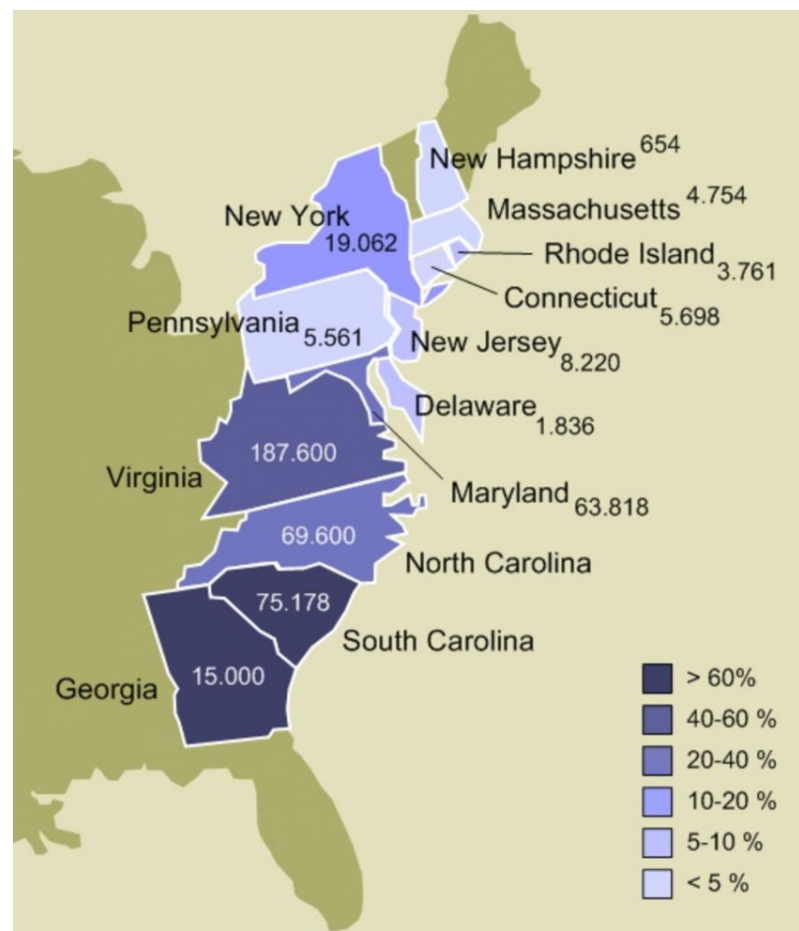 New Hampshire 654
Massachusetts 4.754
New York
19.062
Rhode Island 3.761
Connecticut 5.698
Pennsylvania 5.561
New Jersey 8.220
Delaware 1.836
187.600
Virginia
Maryland 63.818
69.600
North Carolina
75.178
South Carolina
15.000
Georgia
> 60%
40-60 %
20-40 %
10-20 %
5-10 %
< 5 %